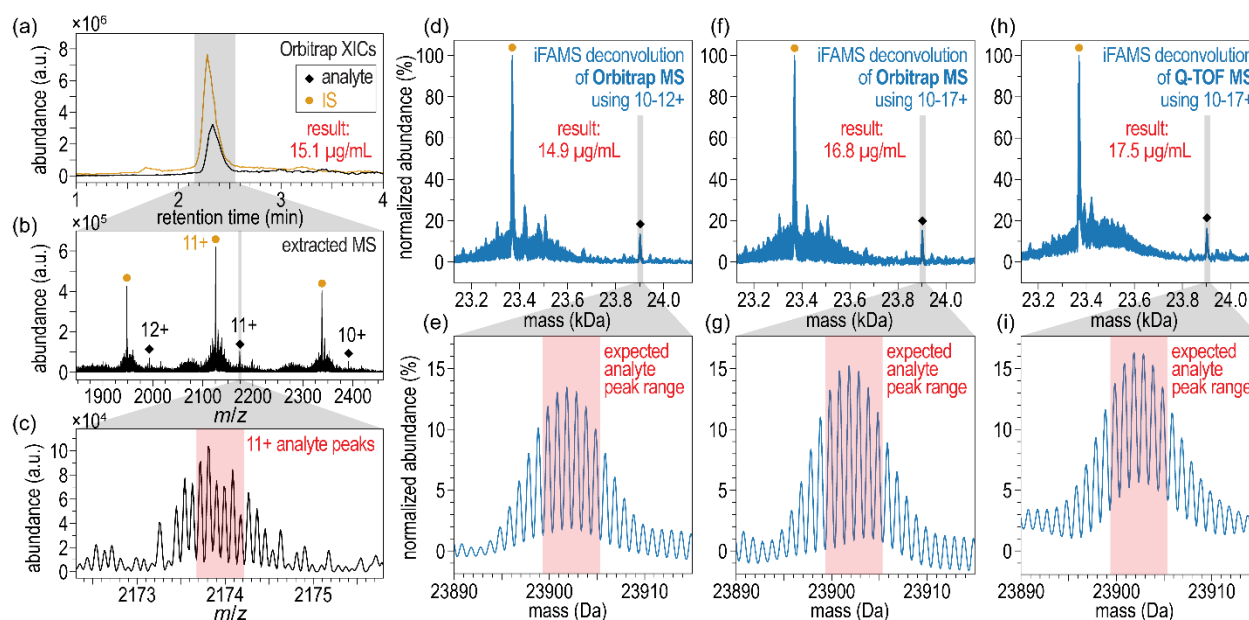 (a)
×10⁶
8
6
4
2
0
abundance (a.u.)
Orbitrap XICs
analyte
IS
result:
15.1 µg/mL
1
2
3
4
retention time (min)
(b)
×10⁵
6
4
2
0
abundance (a.u.)
11+
extracted MS
12+
11+
10+
1900 2000 2100 2200 2300 2400
m/z
(c)
×10⁴
10
8
6
4
2
0
abundance (a.u.)
11+ analyte peaks
2173
2174
2175
m/z
(d)
100
80
60
40
20
0
normalized abundance (%)
iFAMS deconvolution
of Orbitrap MS
using 10-12+
result:
14.9 µg/mL
23.2
23.4
23.6
23.8
24.0
mass (kDa)
(e)
15
10
5
0
normalized abundance (%)
expected
analyte
peak range
23890
23900
23910
mass (Da)
(f)
100
80
60
40
20
0
iFAMS deconvolution
of Orbitrap MS
using 10-17+
result:
16.8 µg/mL
23.2
23.4
23.6
23.8
24.0
mass (kDa)
(g)
15
10
5
0
expected
analyte
peak range
23890
23900
23910
mass (Da)
(h)
100
80
60
40
20
0
iFAMS deconvolution
of Q-TOF MS
using 10-17+
result:
17.5 µg/mL
23.2
23.4
23.6
23.8
24.0
mass (kDa)
(i)
15
10
5
0
expected
analyte
peak range
23890
23900
23910
mass (Da)